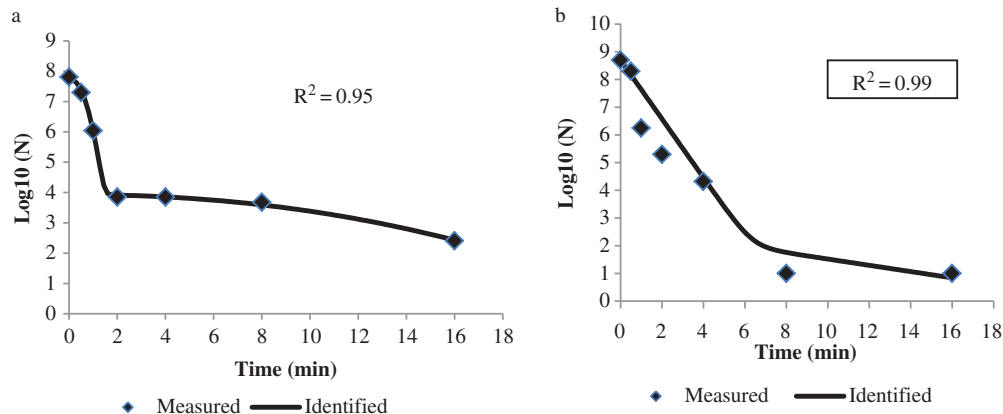 a
9
8
7
6
5
4
3
2
1
0
Log10 (N)
R² = 0.95
0 2 4 6 8 10 12 14 16 18
Time (min)
Measured Identified
b
10
9
8
7
6
5
4
3
2
1
0
Log10 (N)
R² = 0.99
0 2 4 6 8 10 12 14 16 18
Time (min)
Measured Identified